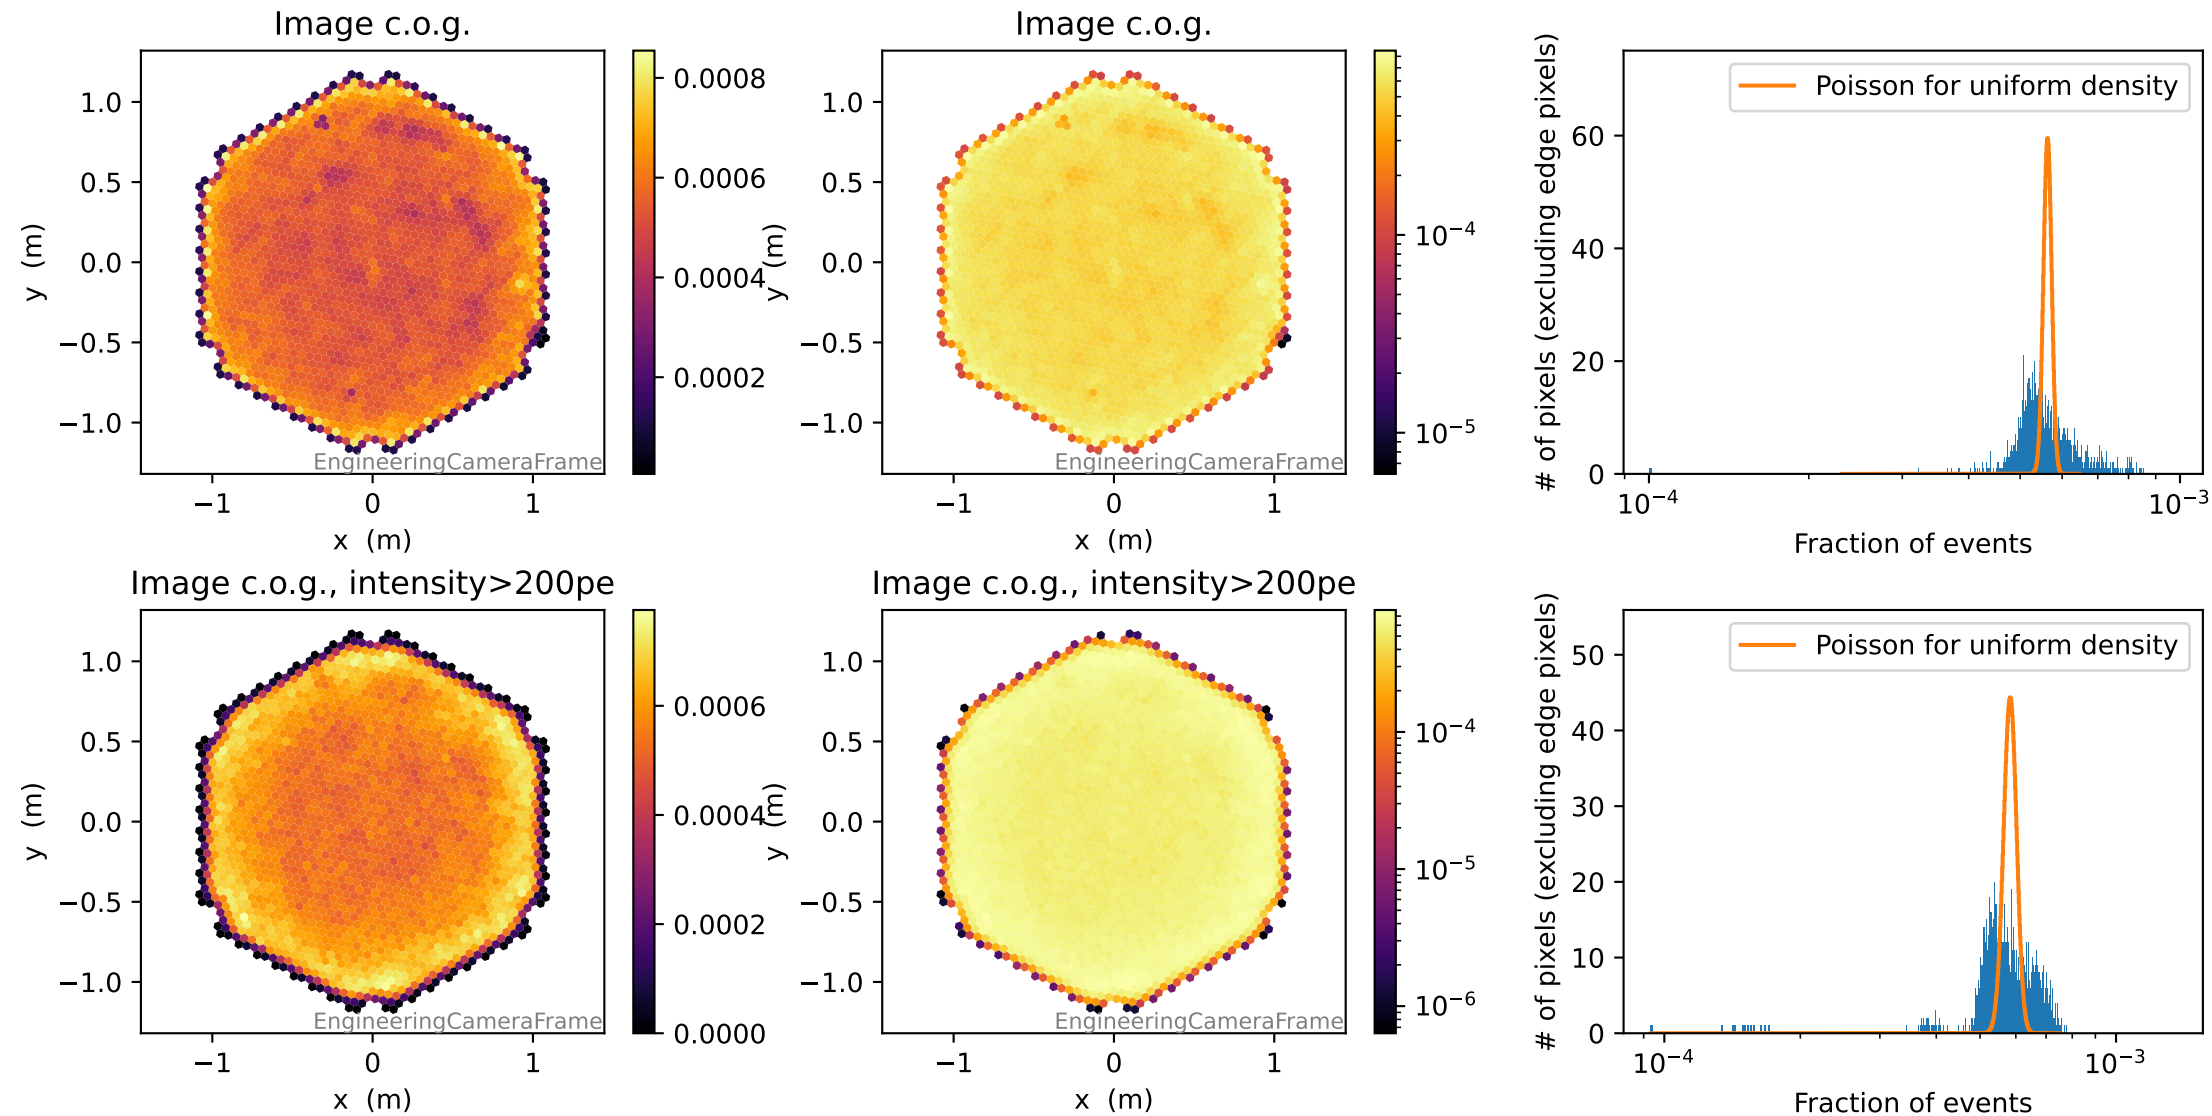 Image c.o.g.
y (m)
1.0
0.5
0.0
−0.5
−1.0
−1
0
1
x (m)
EngineeringCameraFrame
0.0008
0.0006
0.0004
0.0002
Image c.o.g.
y (m)
1.0
0.5
0.0
−0.5
−1.0
−1
0
1
x (m)
EngineeringCameraFrame
10⁻⁴
10⁻⁵
# of pixels (excluding edge pixels)
60
40
20
0
Poisson for uniform density
10⁻⁴
10⁻³
Fraction of events
Image c.o.g., intensity>200pe
y (m)
1.0
0.5
0.0
−0.5
−1.0
−1
0
1
x (m)
EngineeringCameraFrame
0.0006
0.0004
0.0002
0.0000
Image c.o.g., intensity>200pe
y (m)
1.0
0.5
0.0
−0.5
−1.0
−1
0
1
x (m)
EngineeringCameraFrame
10⁻⁴
10⁻⁵
10⁻⁶
# of pixels (excluding edge pixels)
50
40
30
20
10
0
Poisson for uniform density
10⁻⁴
10⁻³
Fraction of events